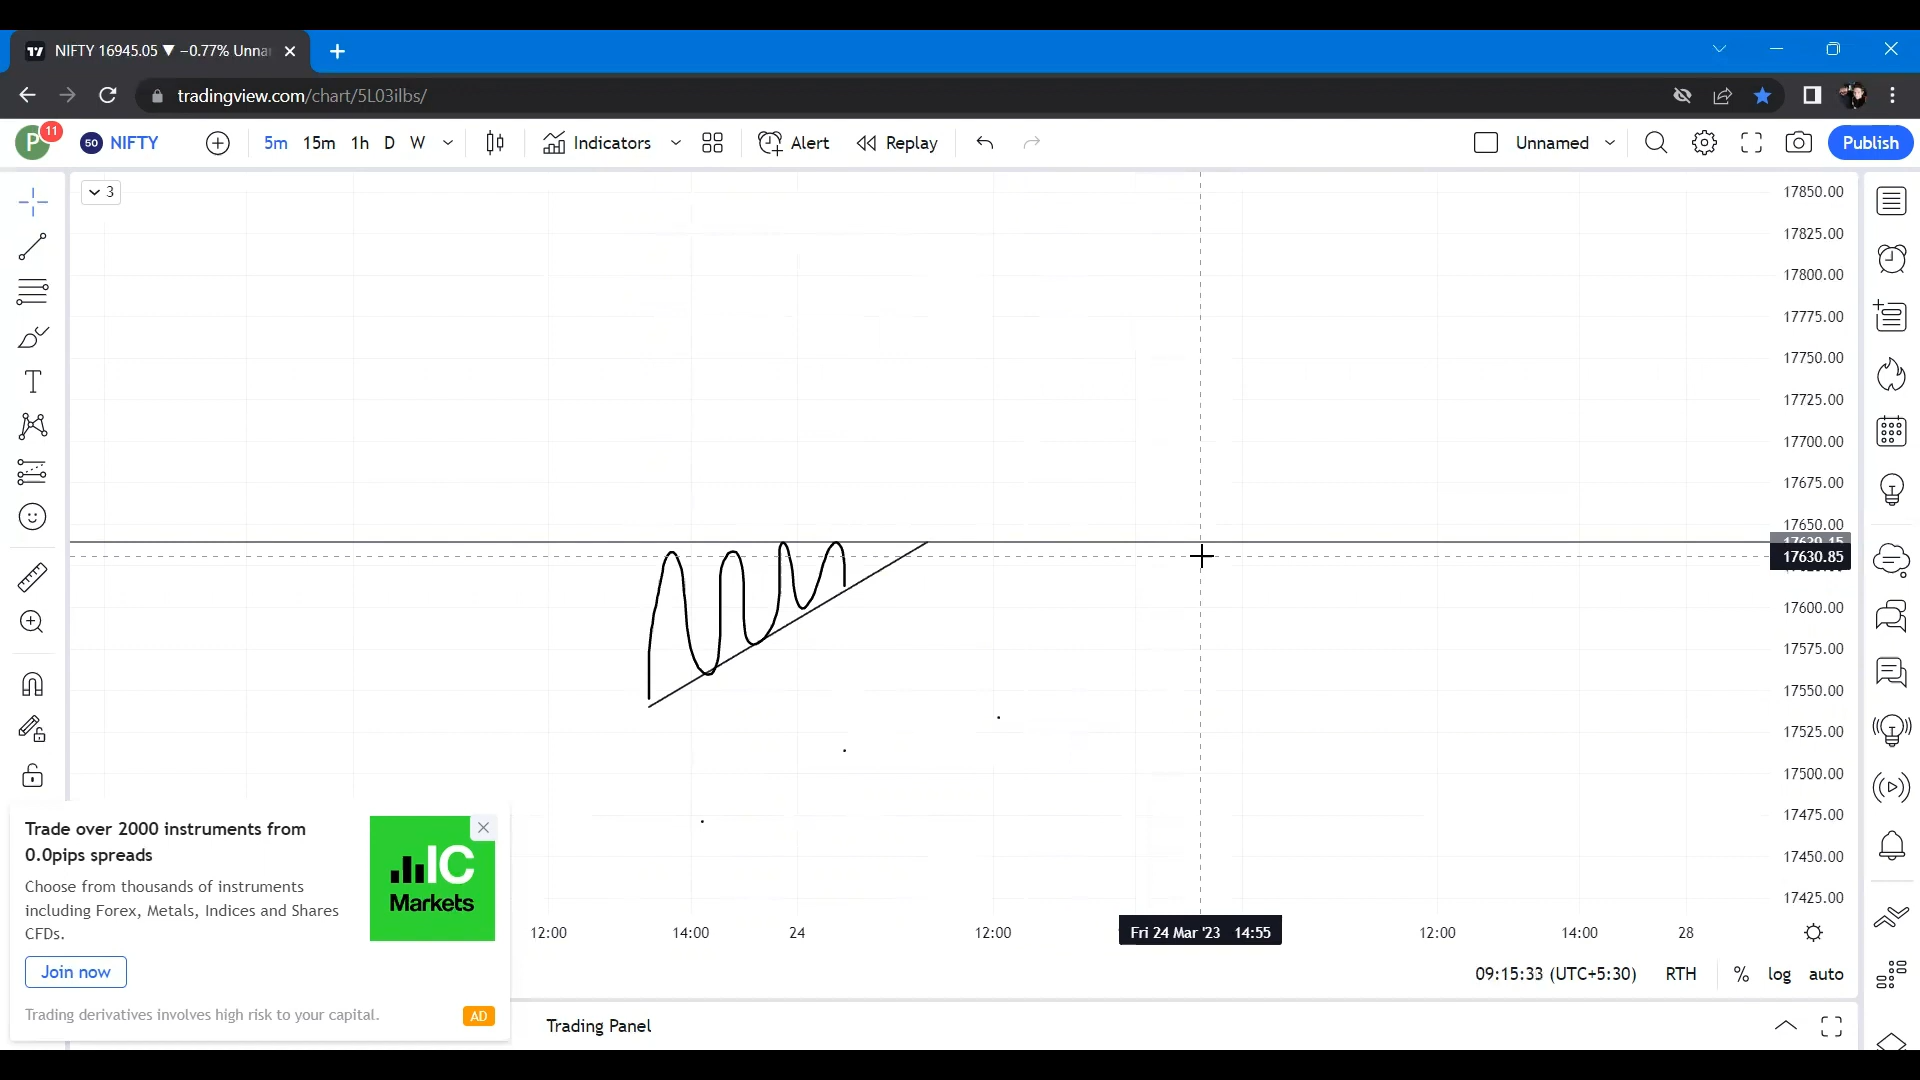 NIFTY 16945.05 ▼ −0.77% Unna
tradingview.com/chart/5L03ilbs/
P
11
50 NIFTY
5m 15m 1h D W
Indicators
Alert
Replay
Unnamed
Publish
3
17850.00
17825.00
17800.00
17775.00
17750.00
17725.00
17700.00
17675.00
17650.00
17630.85
17600.00
17575.00
17550.00
17525.00
17500.00
17475.00
17450.00
17425.00
Trade over 2000 instruments from
0.0pips spreads
Choose from thousands of instruments
including Forex, Metals, Indices and Shares
CFDs.
Join now
Trading derivatives involves high risk to your capital.
AD
IC
Markets
12:00 14:00 24 12:00 Fri 24 Mar '23 14:55 12:00 14:00 28
09:15:33 (UTC+5:30) RTH % log auto
Trading Panel